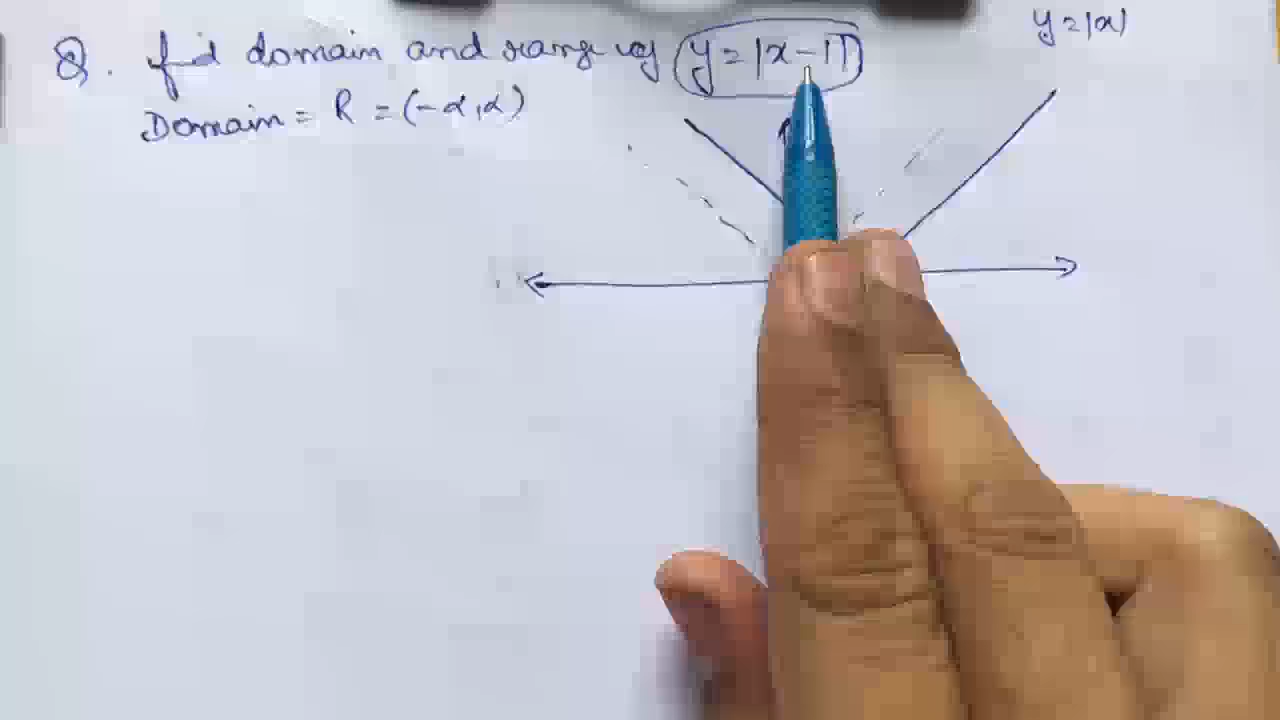 Q. find domain and range of y = |x-1|
Domain = R = (-∞,∞)
y = |x|